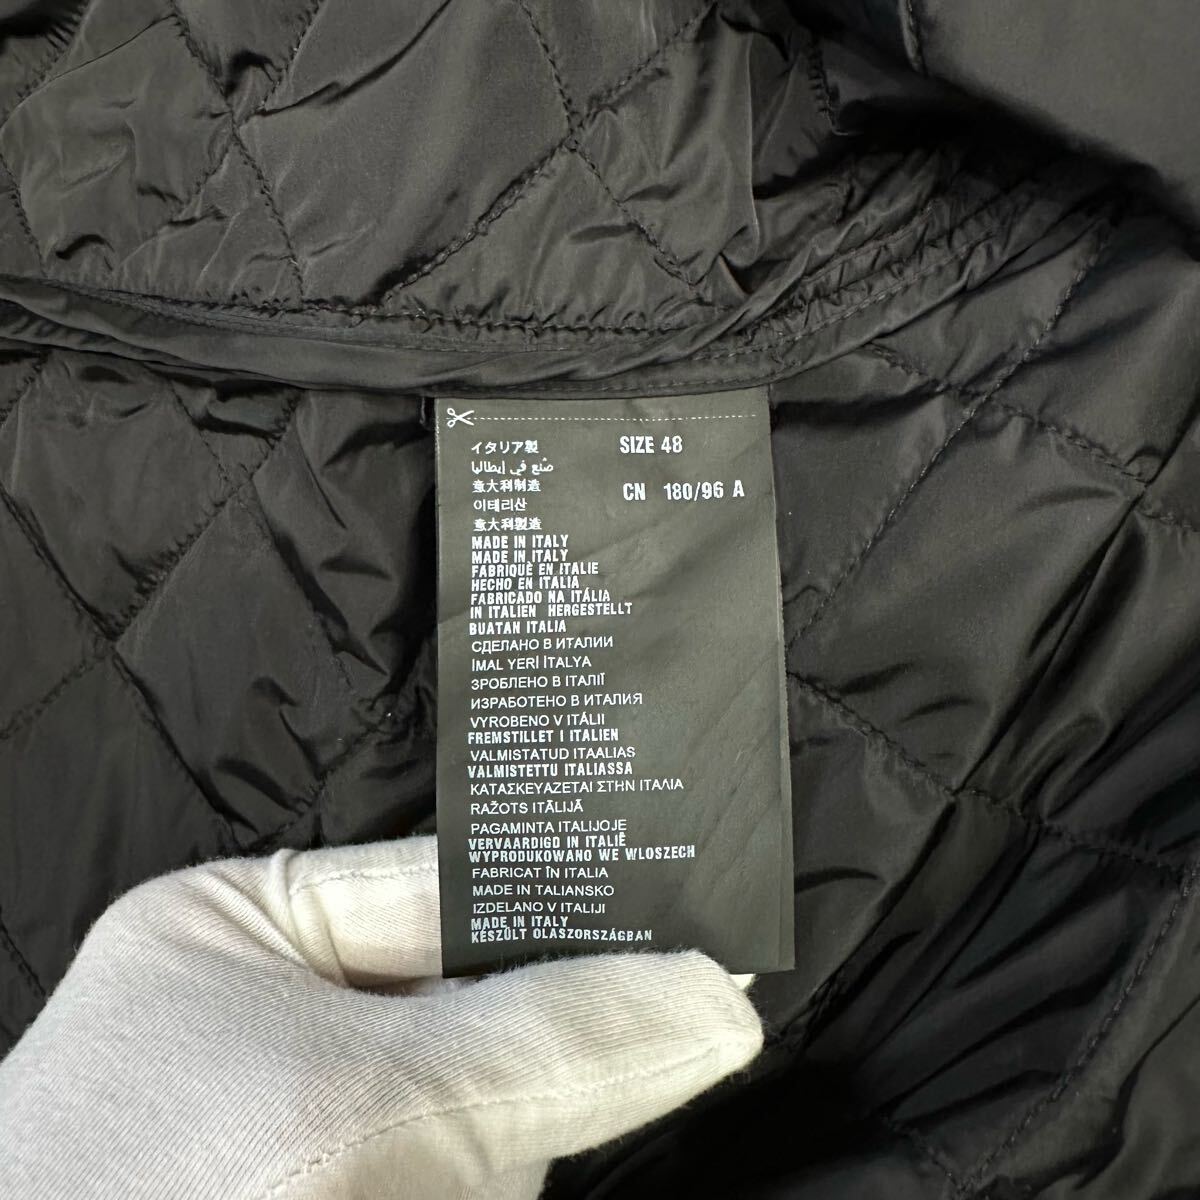 イタリア製
صنع في إيطاليا
意大利制造
이태리산
意大利製造
MADE IN ITALY
MADE IN ITALY
FABRIQUÈ EN ITALIE
HECHO EN ITALIA
FABRICADO NA ITÁLIA
IN ITALIEN HERGESTELLT
BUATAN ITALIA
СДЕЛАНО В ИТАЛИИ
İMAL YERİ İTALYA
ЗРОБЛЕНО В ІТАЛІЇ
ИЗРАБОТЕНО В ИТАЛИЯ
VYROBENO V ITÁLII
FREMSTILLET I ITALIEN
VALMISTATUD ITAALIAS
VALMISTETTU ITALIASSA
ΚΑΤΑΣΚΕΥΑΖΕΤΑΙ ΣΤΗΝ ΙΤΑΛΙΑ
RAŽOTS ITĀLIJĀ
PAGAMINTA ITALIJOJE
VERVAARDIGD IN ITALIË
WYPRODUKOWANO WE WLOSZECH
FABRICAT ÎN ITALIA
MADE IN TALIANSKO
IZDELANO V ITALIJI
MADE IN ITALY
KÉSZÜLT OLASZORSZÁGBAN
SIZE 48
CN 180/96 A